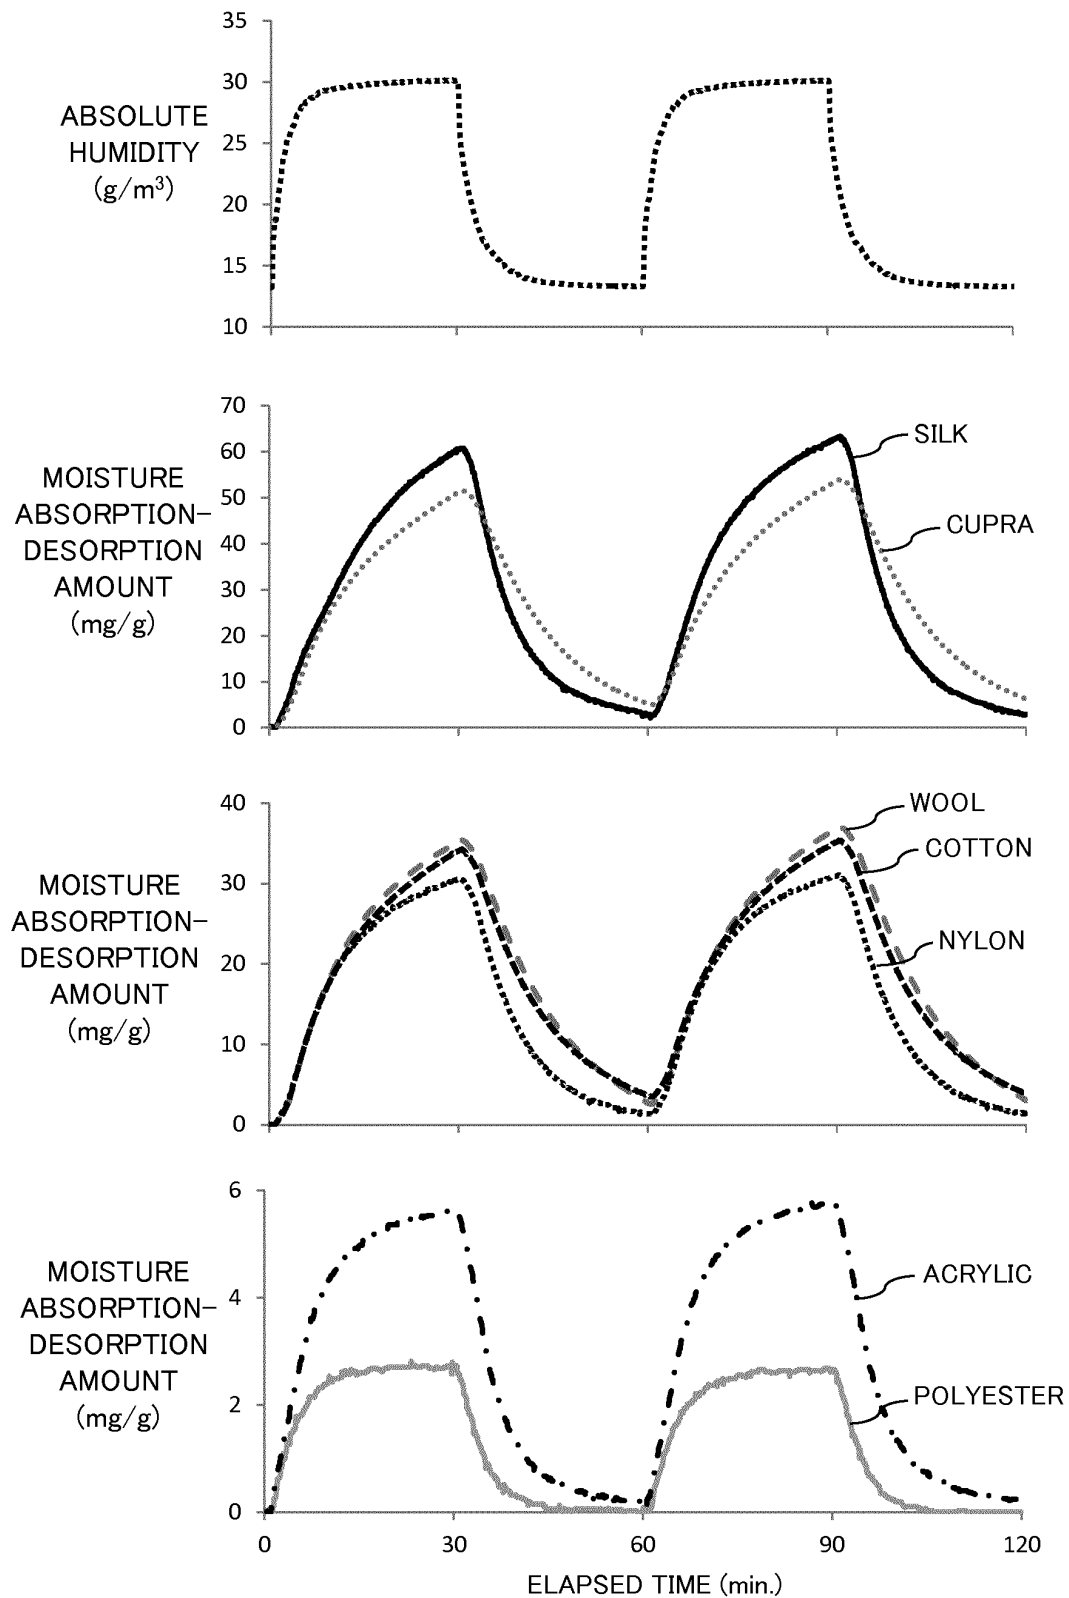 35
30
25
20
15
10
ABSOLUTE
HUMIDITY
(g/m³)
70
60
50
40
30
20
10
0
MOISTURE
ABSORPTION-
DESORPTION
AMOUNT
(mg/g)
SILK
CUPRA
40
30
20
10
0
MOISTURE
ABSORPTION-
DESORPTION
AMOUNT
(mg/g)
WOOL
COTTON
NYLON
6
4
2
0
MOISTURE
ABSORPTION-
DESORPTION
AMOUNT
(mg/g)
ACRYLIC
POLYESTER
0 30 60 90 120
ELAPSED TIME (min.)